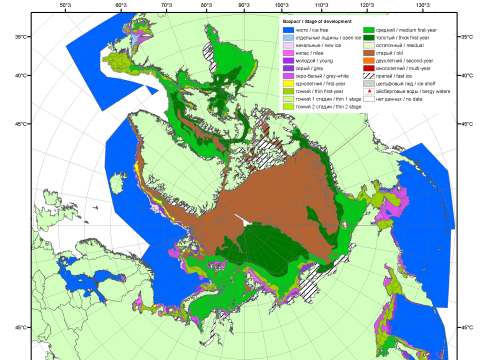 50°З
60°З
70°З
80°З
90°З
100°З
110°З
120°З
130°З
35°С
35°С
40°С
40°С
45°С
45°С
45°С
45°С
Возраст / Stage of development
чисто / ice free
отдельные льдины / open ice
начальные / new ice
нилас / nilas
молодой / young
серый / grey
серо-белый / grey-white
однолетний / first-year
тонкий / thin first-year
тонкий 1 стадии / thin 1 stage
тонкий 2 стадии / thin 2 stage
средний / medium first-year
толстый / thick first-year
остаточный / residual
старый / old
двухлетний / second-year
многолетний / multi-year
припай / fast ice
шельфовый лёд / ice shelf
айсберговые воды / bergy waters
нет данных / no data